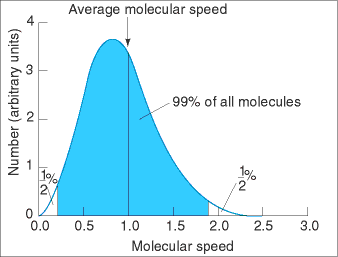 Average molecular speed
Number (arbitrary units)
4
3
2
1
0
99% of all molecules
1/2%
1/2%
0.0 0.5 1.0 1.5 2.0 2.5 3.0
Molecular speed